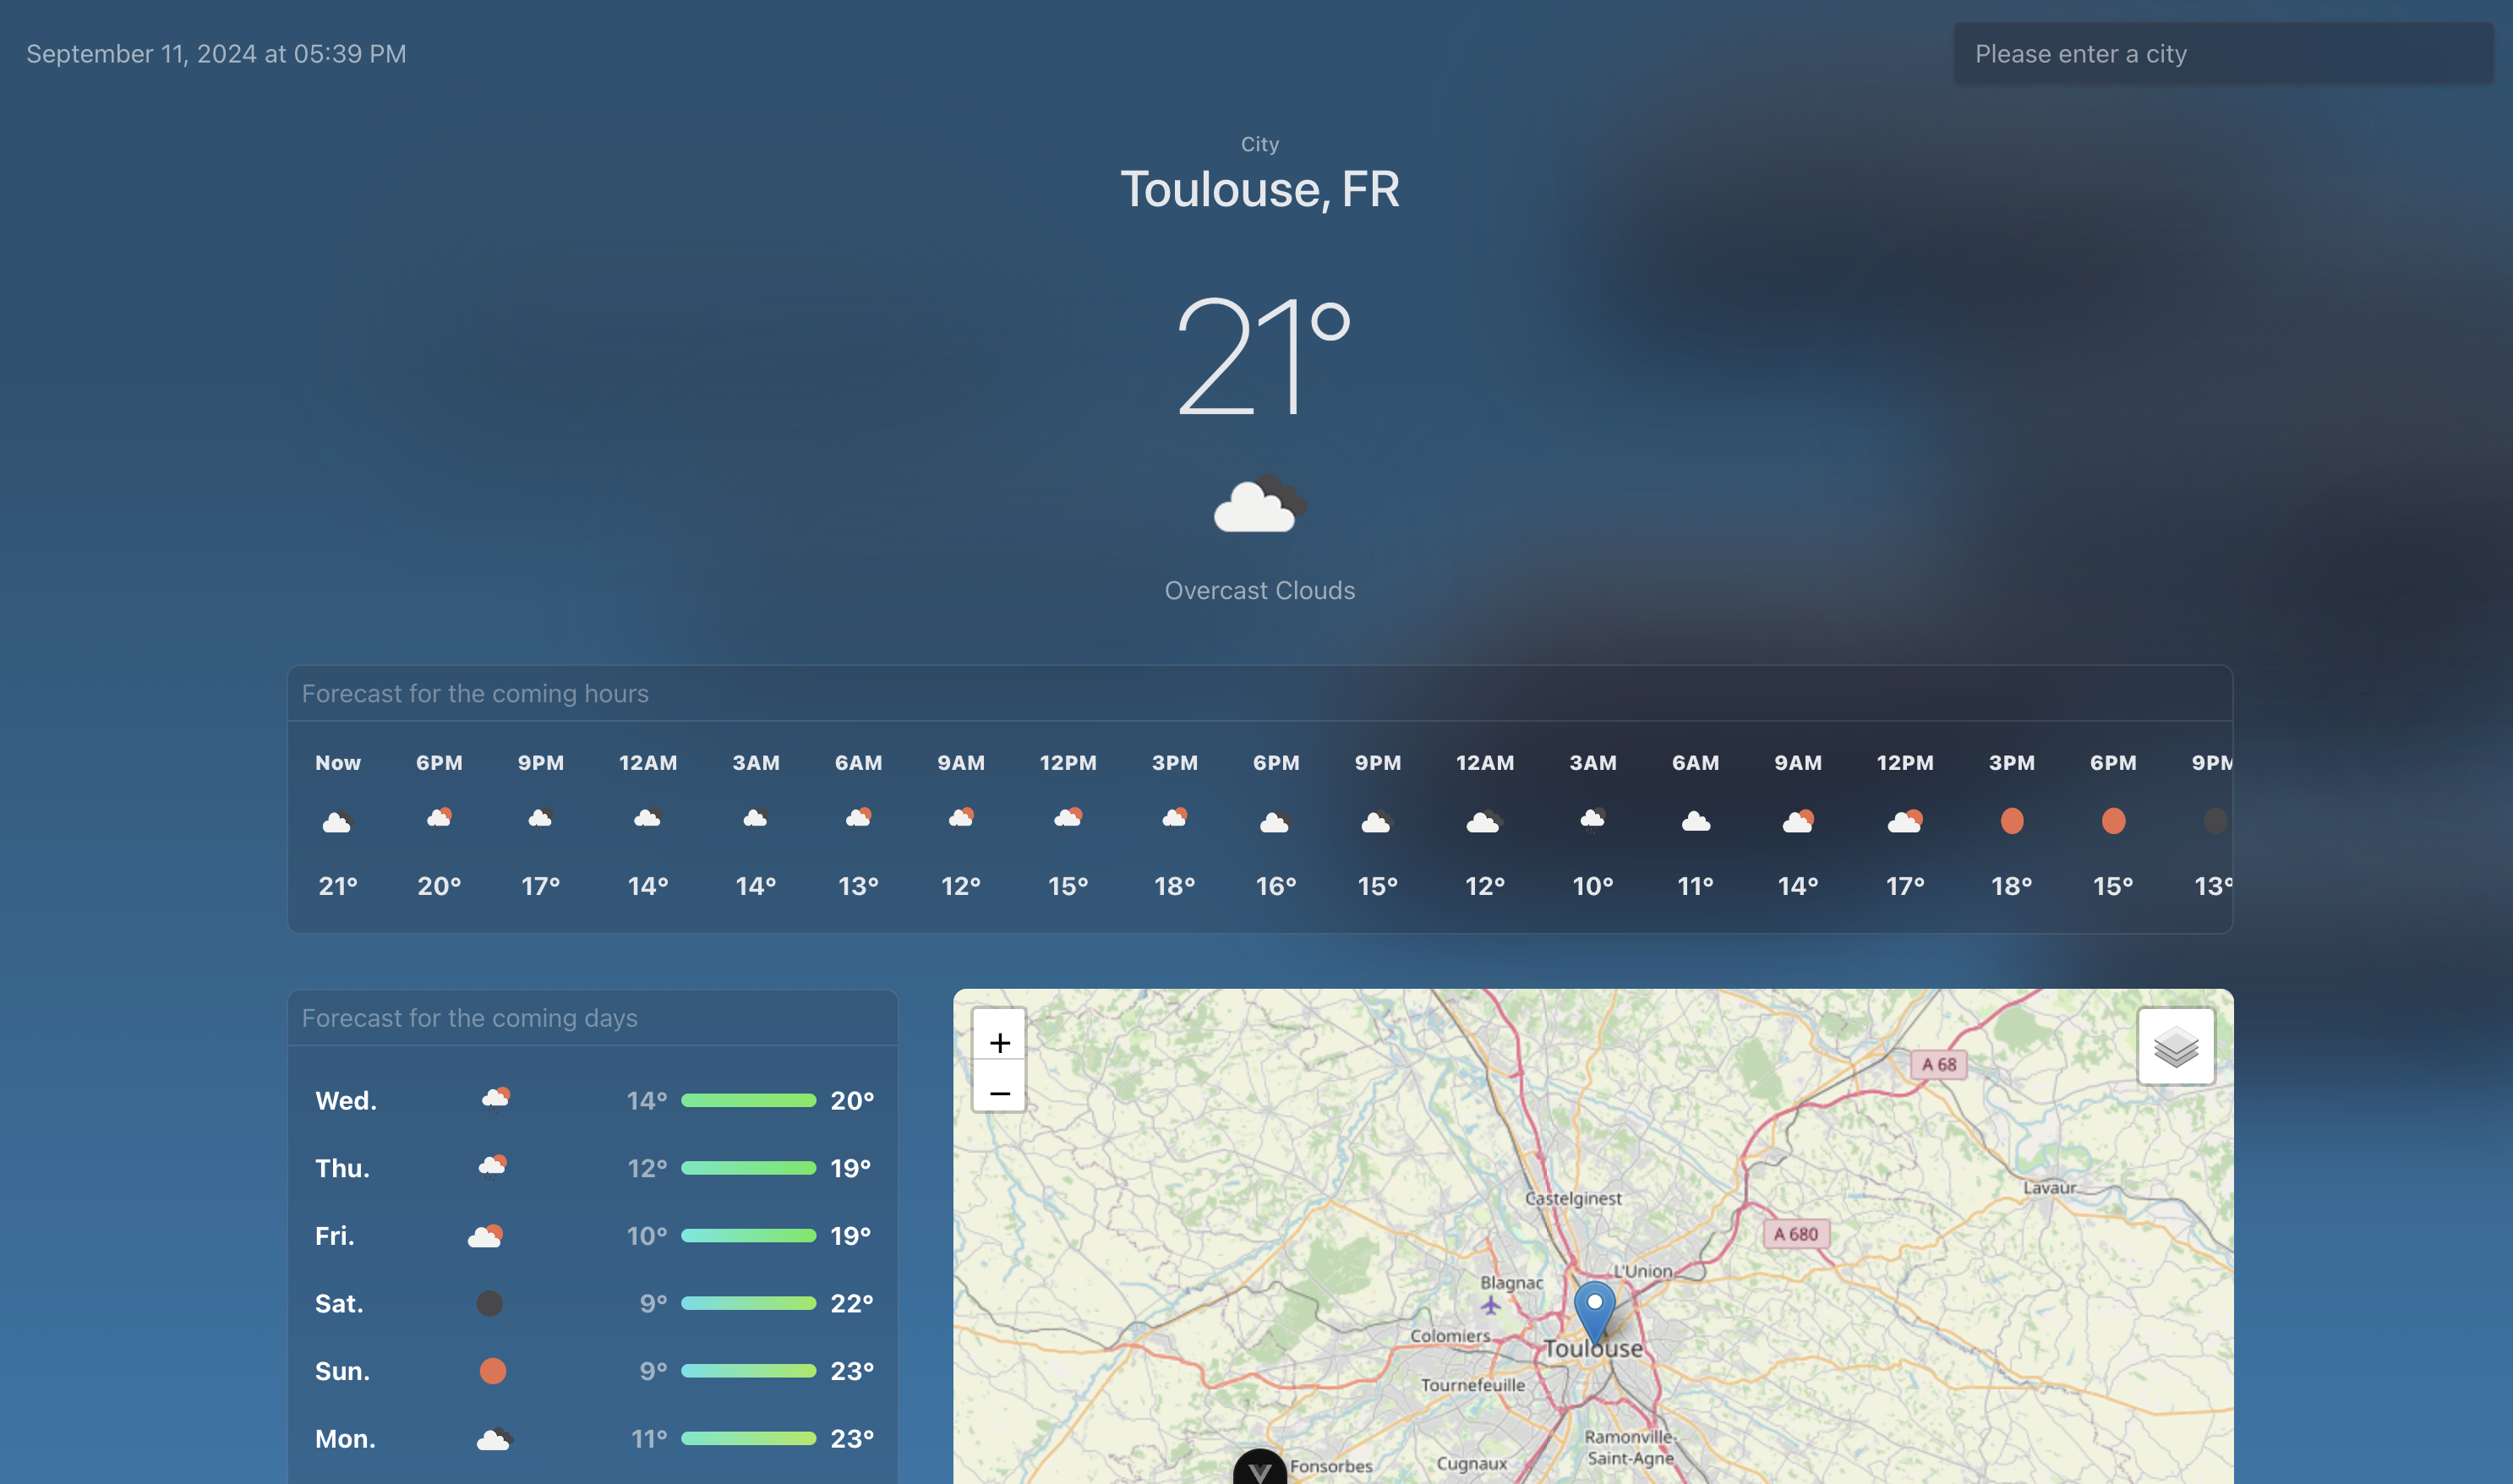 September 11, 2024 at 05:39 PM
Please enter a city
City
Toulouse, FR
21°
Overcast Clouds
Forecast for the coming hours
Now 6PM 9PM 12AM 3AM 6AM 9AM 12PM 3PM 6PM 9PM 12AM 3AM 6AM 9AM 12PM 3PM 6PM 9PM
21° 20° 17° 14° 14° 13° 12° 15° 18° 16° 15° 12° 10° 11° 14° 17° 18° 15° 13°
Forecast for the coming days
Wed. 14° 20°
Thu. 12° 19°
Fri. 10° 19°
Sat. 9° 22°
Sun. 9° 23°
Mon. 11° 23°
+
−
A 68
Castelginest
Lavaur
A 680
L'Union
Blagnac
Colomiers
Toulouse
Tournefeuille
Ramonville-
Saint-Agne
Cugnaux
Fonsorbes